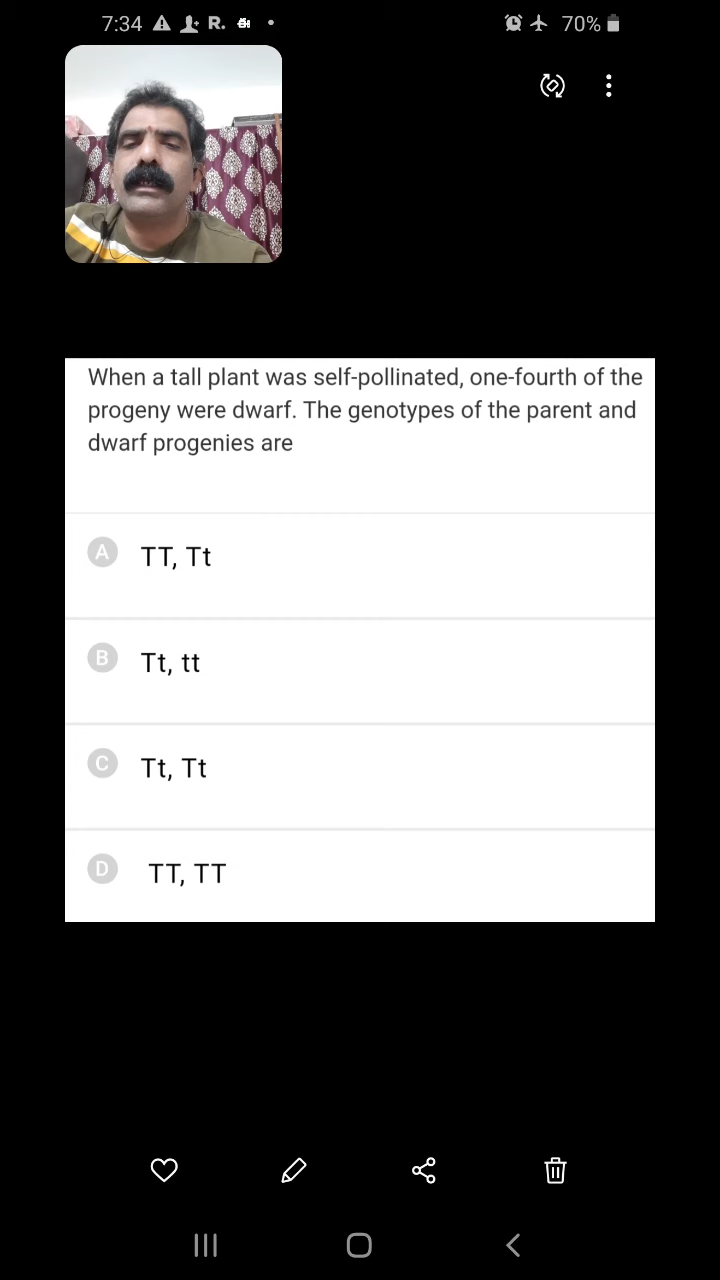 7:34 R. 70%
When a tall plant was self-pollinated, one-fourth of the
progeny were dwarf. The genotypes of the parent and
dwarf progenies are
A TT, Tt
B Tt, tt
C Tt, Tt
D TT, TT